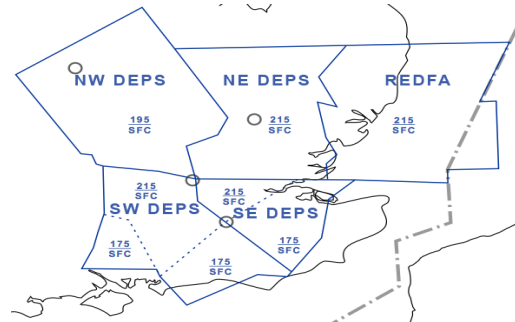 NW DEPS
NE DEPS
REDFA
195
SFC
215
SFC
215
SFC
215
SFC
215
SFC
SW DEPS
SE DEPS
175
SFC
175
SFC
175
SFC